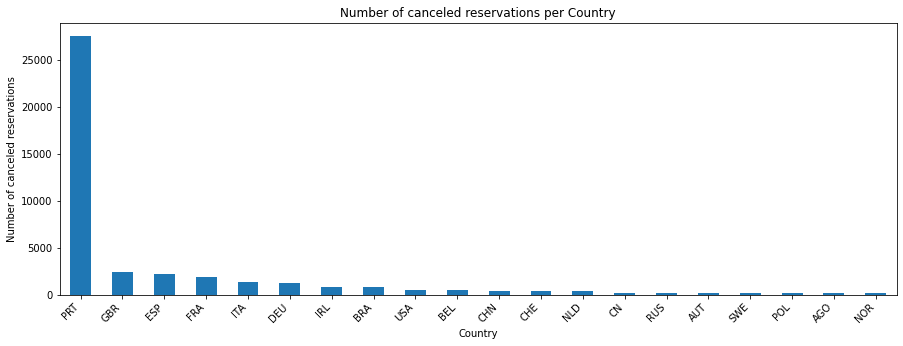 Number of canceled reservations per Country
Number of canceled reservations
25000
20000
15000
10000
5000
0
PRT
GBR
ESP
FRA
ITA
DEU
IRL
BRA
USA
BEL
CHN
CHE
NLD
CN
RUS
AUT
SWE
POL
AGO
NOR
Country